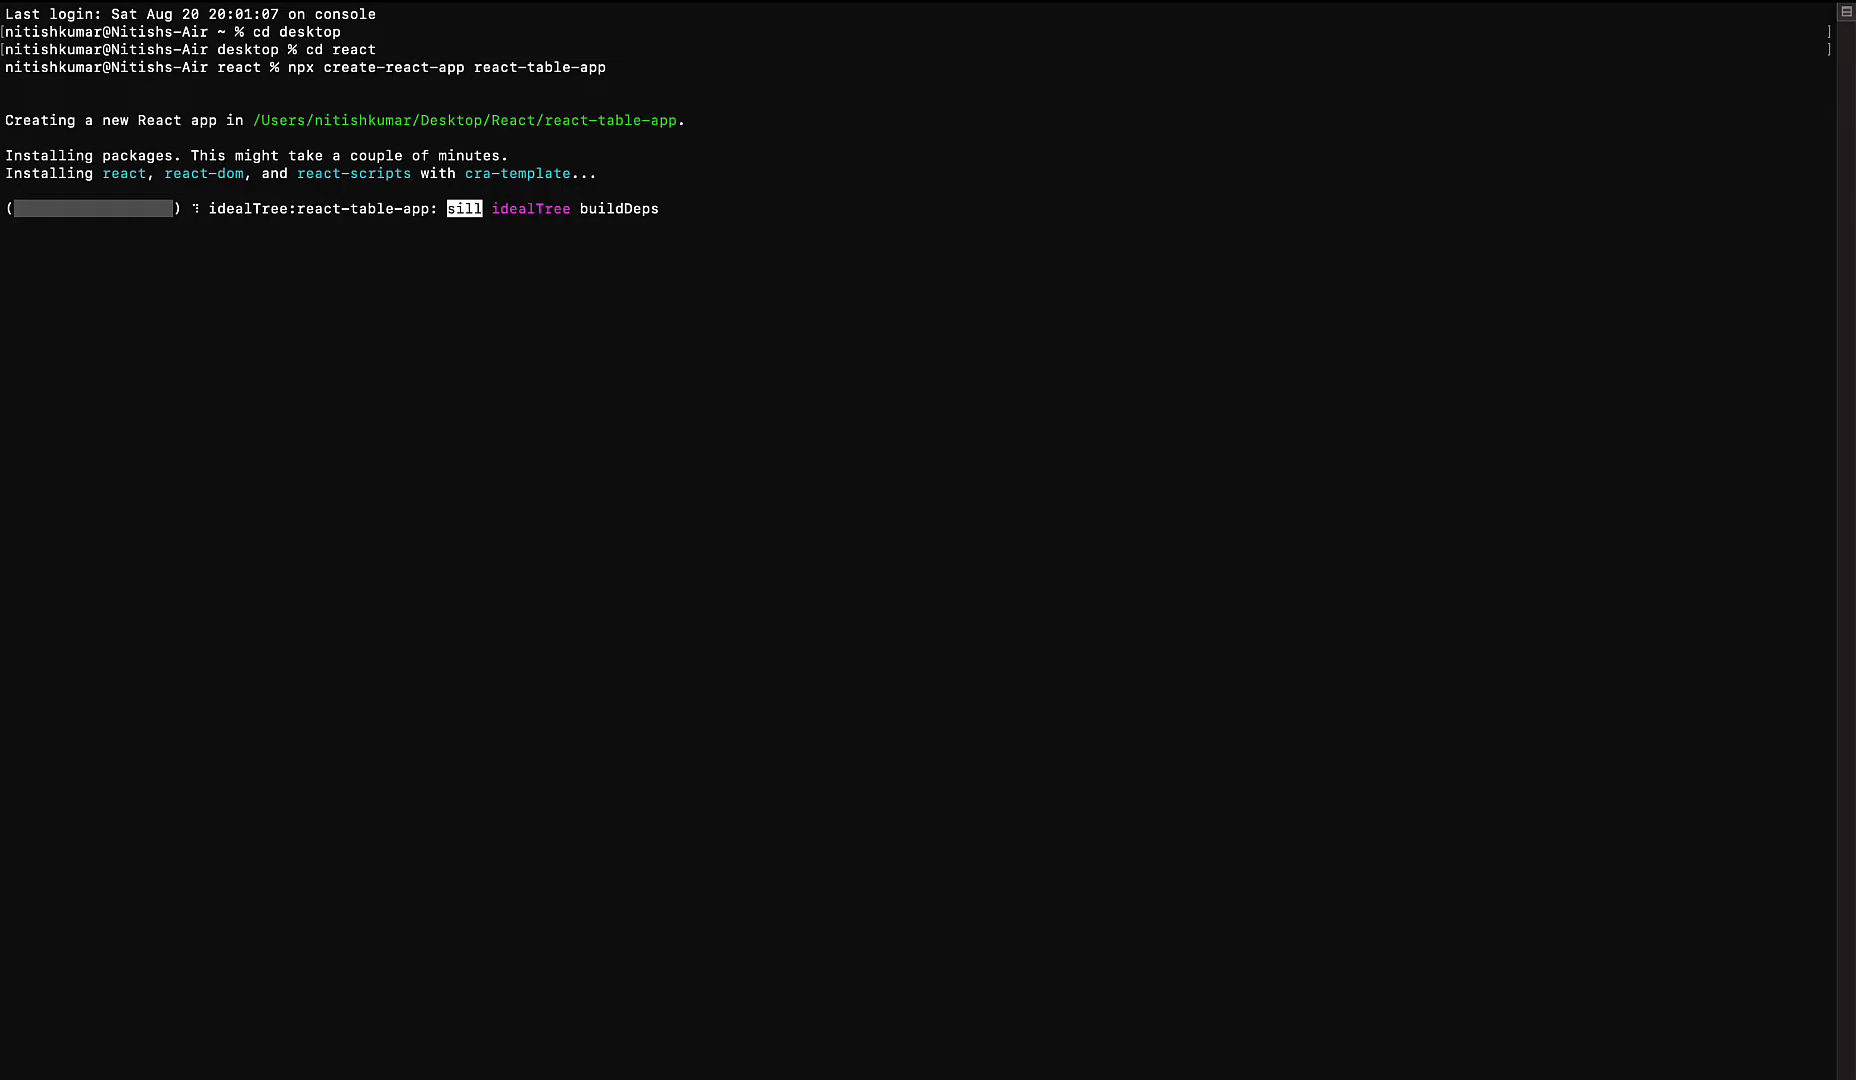 Last login: Sat Aug 20 20:01:07 on console
[nitishkumar@Nitishs-Air ~ % cd desktop ]
[nitishkumar@Nitishs-Air desktop % cd react ]
nitishkumar@Nitishs-Air react % npx create-react-app react-table-app
Creating a new React app in /Users/nitishkumar/Desktop/React/react-table-app.
Installing packages. This might take a couple of minutes.
Installing react, react-dom, and react-scripts with cra-template...
( ) ⠹ idealTree:react-table-app: sill idealTree buildDeps